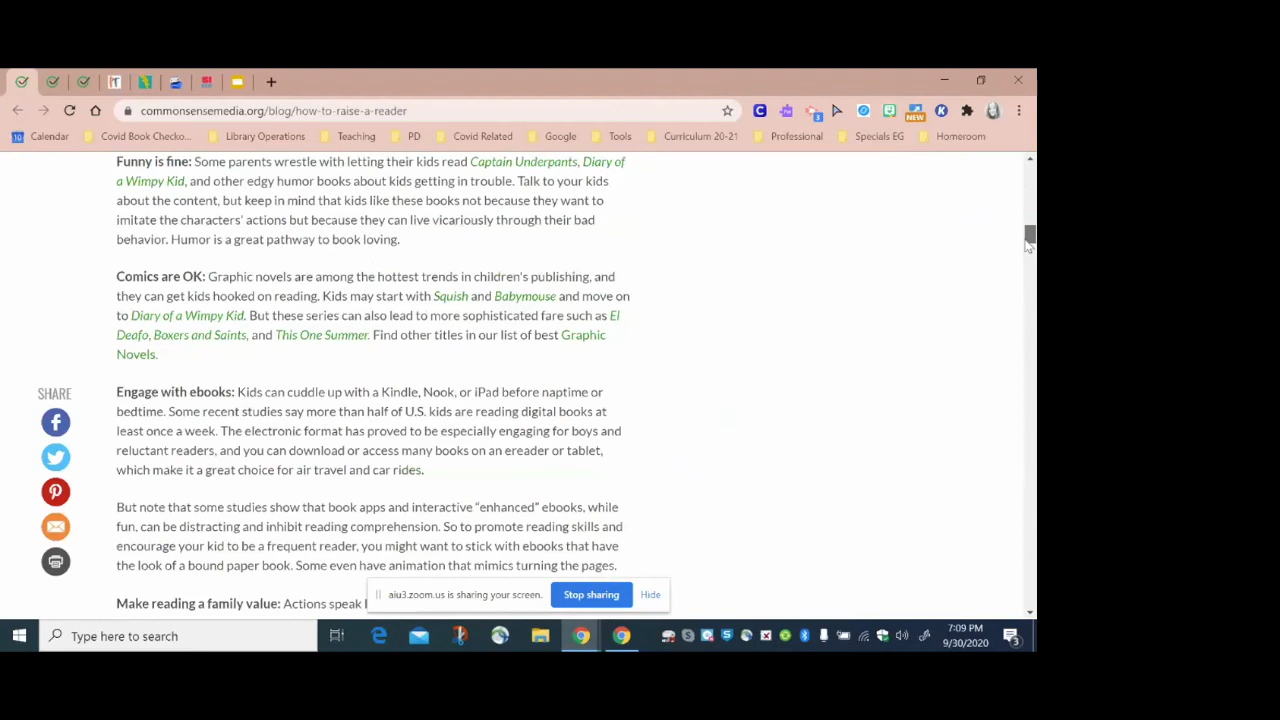 commonsensemedia.org/blog/how-to-raise-a-reader
3
NEW
10 Calendar Covid Book Checko... Library Operations Teaching PD Covid Related Google Tools Curriculum 20-21 Professional Specials EG Homeroom
Funny is fine: Some parents wrestle with letting their kids read Captain Underpants, Diary of
a Wimpy Kid, and other edgy humor books about kids getting in trouble. Talk to your kids
about the content, but keep in mind that kids like these books not because they want to
imitate the characters' actions but because they can live vicariously through their bad
behavior. Humor is a great pathway to book loving.
Comics are OK: Graphic novels are among the hottest trends in children's publishing, and
they can get kids hooked on reading. Kids may start with Squish and Babymouse and move on
to Diary of a Wimpy Kid. But these series can also lead to more sophisticated fare such as El
Deafo, Boxers and Saints, and This One Summer. Find other titles in our list of best Graphic
Novels.
SHARE
Engage with ebooks: Kids can cuddle up with a Kindle, Nook, or iPad before naptime or
bedtime. Some recent studies say more than half of U.S. kids are reading digital books at
least once a week. The electronic format has proved to be especially engaging for boys and
reluctant readers, and you can download or access many books on an ereader or tablet,
which make it a great choice for air travel and car rides.
But note that some studies show that book apps and interactive “enhanced” ebooks, while
fun, can be distracting and inhibit reading comprehension. So to promote reading skills and
encourage your kid to be a frequent reader, you might want to stick with ebooks that have
the look of a bound paper book. Some even have animation that mimics turning the pages.
aiu3.zoom.us is sharing your screen. Stop sharing Hide
Make reading a family value: Actions speak
Type here to search
7:09 PM
9/30/2020
3